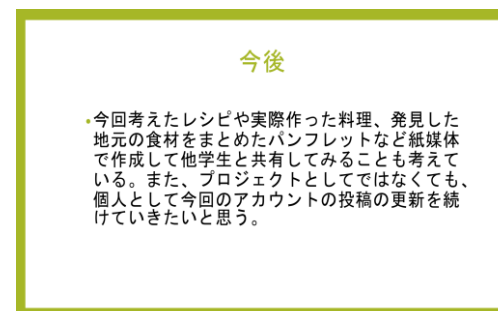 今後
•今回考えたレシピや実際作った料理、発見した
地元の食材をまとめたパンフレットなど紙媒体
で作成して他学生と共有してみることも考えて
いる。また、プロジェクトとしてではなくても、
個人として今回のアカウントの投稿の更新を続
けていきたいと思う。